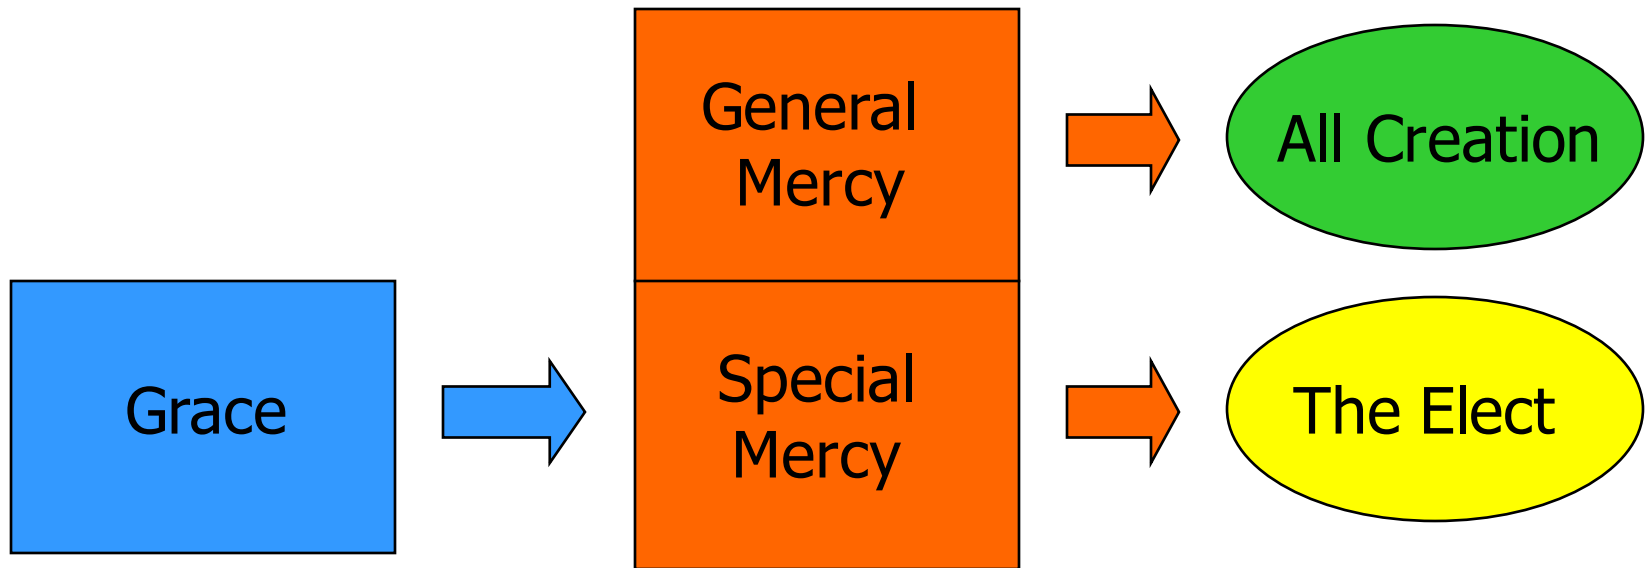 General
Mercy
All Creation
Grace
Special
Mercy
The Elect